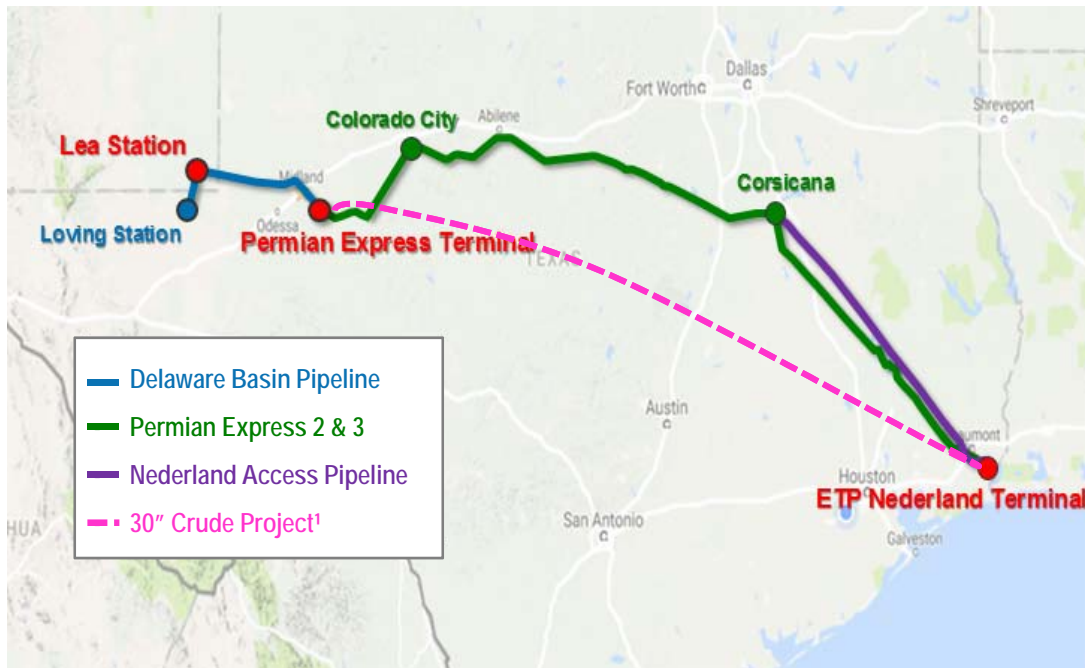 Dallas
Fort Worth
Shreveport
Abilene
Colorado City
Lea Station
Midland
Corsicana
Odessa
Loving Station
Permian Express Terminal
TEXAS
Delaware Basin Pipeline
Permian Express 2 & 3
Nederland Access Pipeline
30" Crude Project¹
Austin
Houston
ETP Nederland Terminal
San Antonio
Galveston